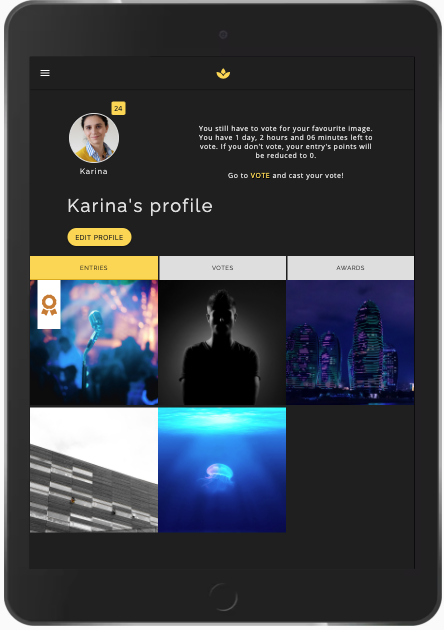 24
You still have to vote for your favourite image.
You have 1 day, 2 hours and 06 minutes left to
vote. If you don't vote, your entry's points will
be reduced to 0.
Karina
Go to VOTE and cast your vote!
Karina's profile
EDIT PROFILE
ENTRIES
VOTES
AWARDS